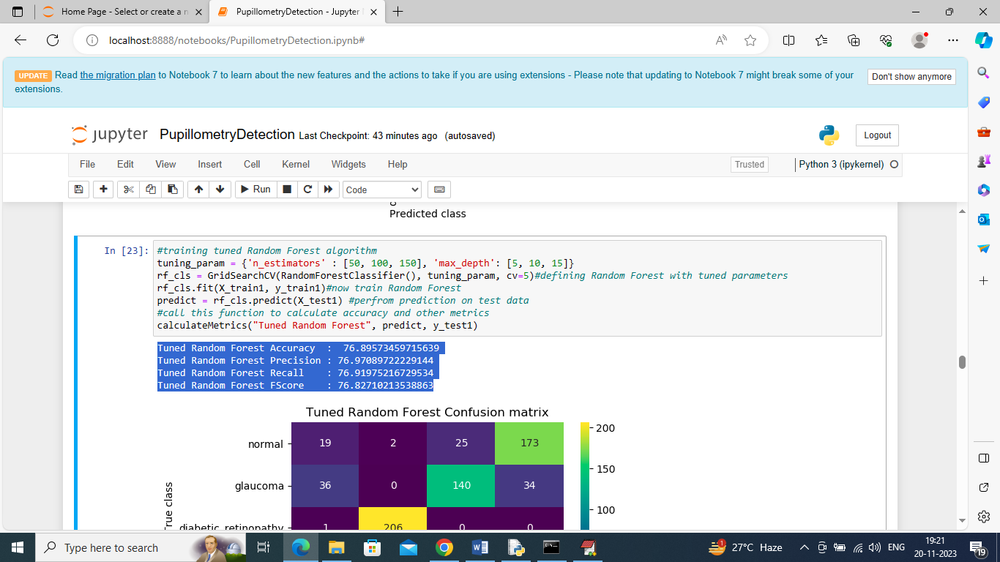 Home Page - Select or create a n
PupillometryDetection - Jupyter
localhost:8888/notebooks/PupillometryDetection.ipynb#
UPDATE Read the migration plan to Notebook 7 to learn about the new features and the actions to take if you are using extensions - Please note that updating to Notebook 7 might break some of your
extensions.
Don't show anymore
jupyter PupillometryDetection Last Checkpoint: 43 minutes ago (autosaved)
Logout
File Edit View Insert Cell Kernel Widgets Help
Trusted
Python 3 (ipykernel)
Run
Code
Predicted class
In [23]:
#training tuned Random Forest algorithm
tuning_param = {'n_estimators' : [50, 100, 150], 'max_depth': [5, 10, 15]}
rf_cls = GridSearchCV(RandomForestClassifier(), tuning_param, cv=5)#defining Random Forest with tuned parameters
rf_cls.fit(X_train1, y_train1)#now train Random Forest
predict = rf_cls.predict(X_test1) #perfrom prediction on test data
#call this function to calculate accuracy and other metrics
calculateMetrics("Tuned Random Forest", predict, y_test1)
Tuned Random Forest Accuracy : 76.89573459715639
Tuned Random Forest Precision : 76.97089722229144
Tuned Random Forest Recall : 76.91975216729534
Tuned Random Forest FScore : 76.82710213538863
Tuned Random Forest Confusion matrix
normal 19 2 25 173
glaucoma 36 0 140 34
diabetic_retinopathy 1 206 0 0
True class
200
150
100
Type here to search
1
27°C Haze
ENG
19:21
20-11-2023
19